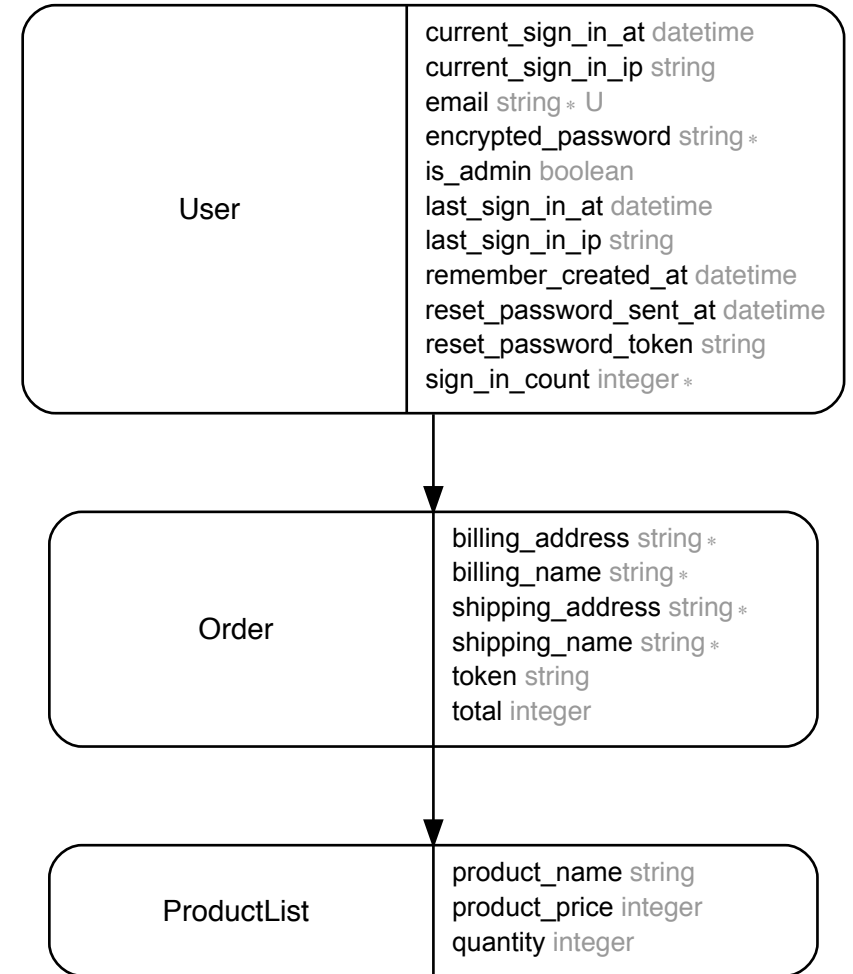 User
current_sign_in_at datetime
current_sign_in_ip string
email string * U
encrypted_password string *
is_admin boolean
last_sign_in_at datetime
last_sign_in_ip string
remember_created_at datetime
reset_password_sent_at datetime
reset_password_token string
sign_in_count integer *
Order
billing_address string *
billing_name string *
shipping_address string *
shipping_name string *
token string
total integer
ProductList
product_name string
product_price integer
quantity integer